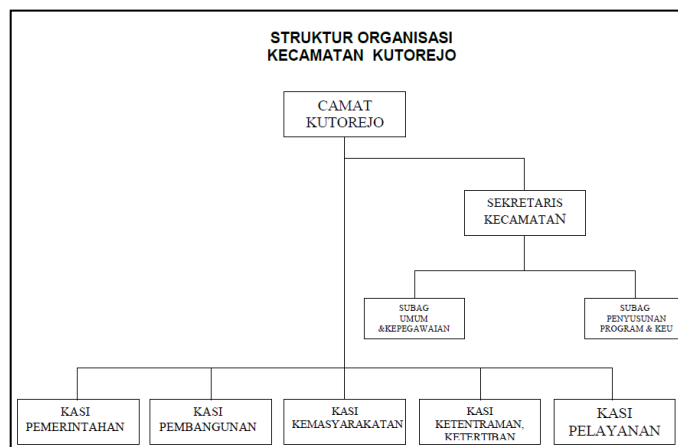 STRUKTUR ORGANISASI
KECAMATAN KUTOREJO
CAMAT
KUTOREJO
SEKRETARIS
KECAMATAN
SUBAG
UMUM
&KEPEGAWAIAN
SUBAG
PENYUSUNAN
PROGRAM & KEU
KASI
PEMERINTAHAN
KASI
PEMBANGUNAN
KASI
KEMASYARAKATAN
KASI
KETENTRAMAN,
KETERTIBAN
KASI
PELAYANAN